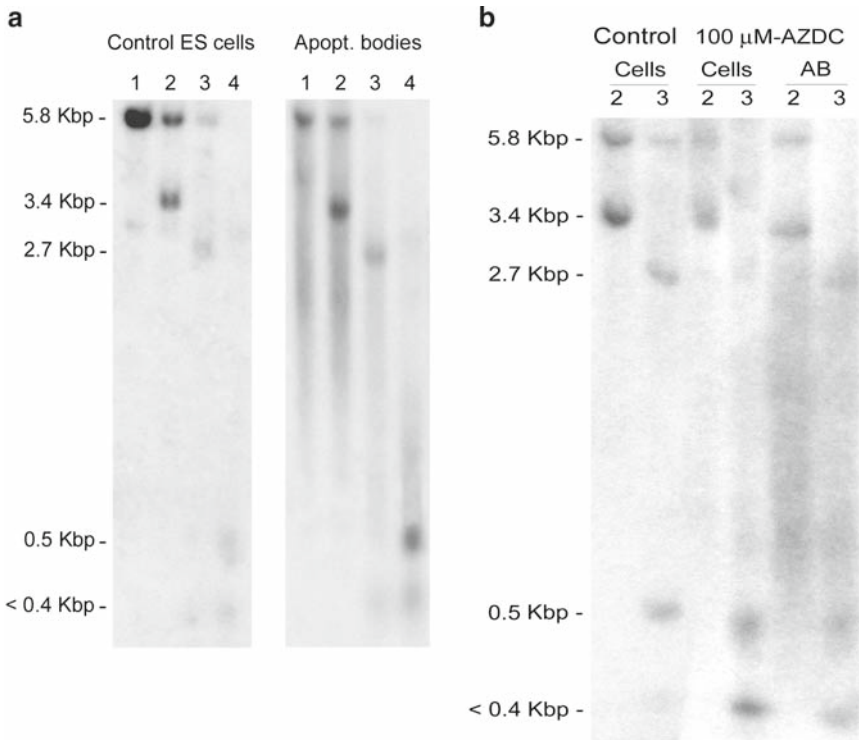 a
Control ES cells Apopt. bodies
1 2 3 4 1 2 3 4
5.8 Kbp -
3.4 Kbp -
2.7 Kbp -
0.5 Kbp -
< 0.4 Kbp -
b
Control 100 µM-AZDC
Cells Cells AB
2 3 2 3 2 3
5.8 Kbp -
3.4 Kbp -
2.7 Kbp -
0.5 Kbp -
< 0.4 Kbp -